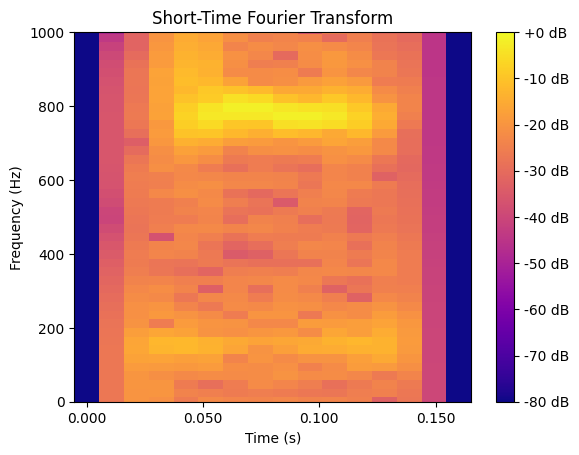 Short-Time Fourier Transform
1000
800
600
400
200
0
Frequency (Hz)
0.000
0.050
0.100
0.150
Time (s)
+0 dB
-10 dB
-20 dB
-30 dB
-40 dB
-50 dB
-60 dB
-70 dB
-80 dB